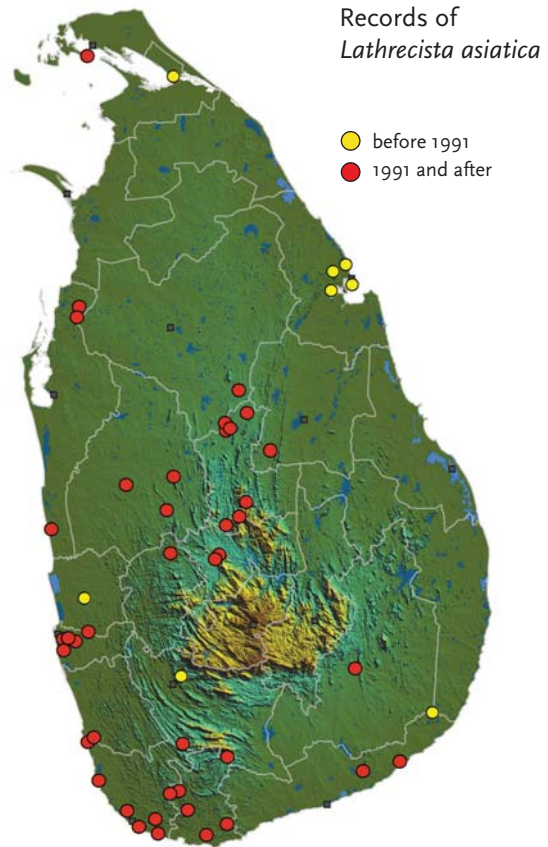 Records of
Lathrecista asiatica
before 1991
1991 and after